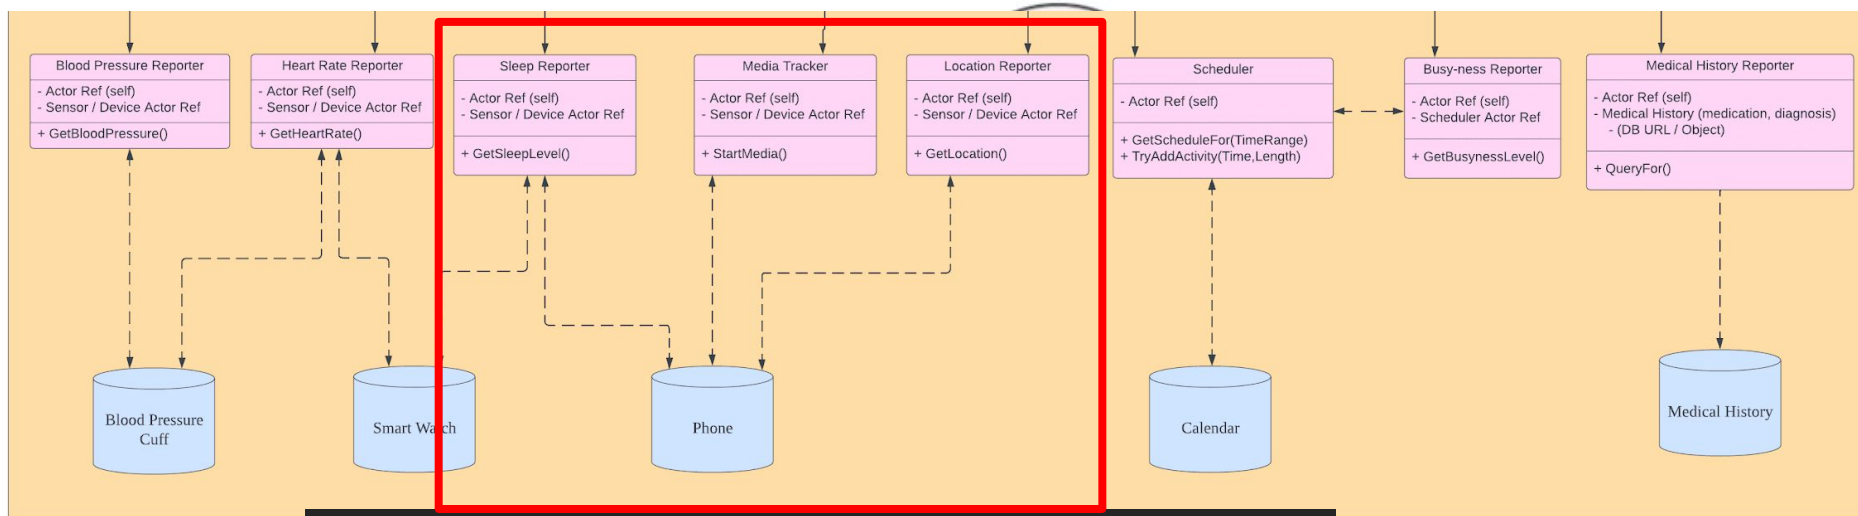 Blood Pressure Reporter
- Actor Ref (self)
- Sensor / Device Actor Ref
+ GetBloodPressure()
Heart Rate Reporter
- Actor Ref (self)
- Sensor / Device Actor Ref
+ GetHeartRate()
Sleep Reporter
- Actor Ref (self)
- Sensor / Device Actor Ref
+ GetSleepLevel()
Media Tracker
- Actor Ref (self)
- Sensor / Device Actor Ref
+ StartMedia()
Location Reporter
- Actor Ref (self)
- Sensor / Device Actor Ref
+ GetLocation()
Scheduler
- Actor Ref (self)
+ GetScheduleFor(TimeRange)
+ TryAddActivity(Time,Length)
Busy-ness Reporter
- Actor Ref (self)
- Scheduler Actor Ref
+ GetBusynessLevel()
Medical History Reporter
- Actor Ref (self)
- Medical History (medication, diagnosis)
- (DB URL / Object)
+ QueryFor()
Blood Pressure
Cuff
Smart Watch
Phone
Calendar
Medical History